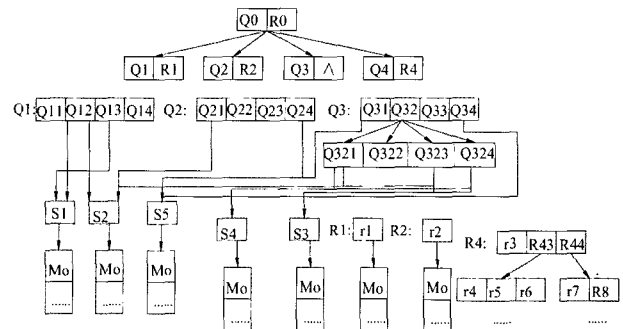 Q0 R0
Q1 R1 Q2 R2 Q3 ∧ Q4 R4
Q1: Q11 Q12 Q13 Q14 Q2: Q21 Q22 Q23 Q24 Q3: Q31 Q32 Q33 Q34
Q321 Q322 Q323 Q324
S1 S2 S5 S4 S3 R1: r1 R2: r2 R4: r3 R43 R44
Mo Mo Mo Mo Mo Mo Mo r4 r5 r6 r7 R8
...... ...... ...... ...... ...... ...... ...... ...... ......